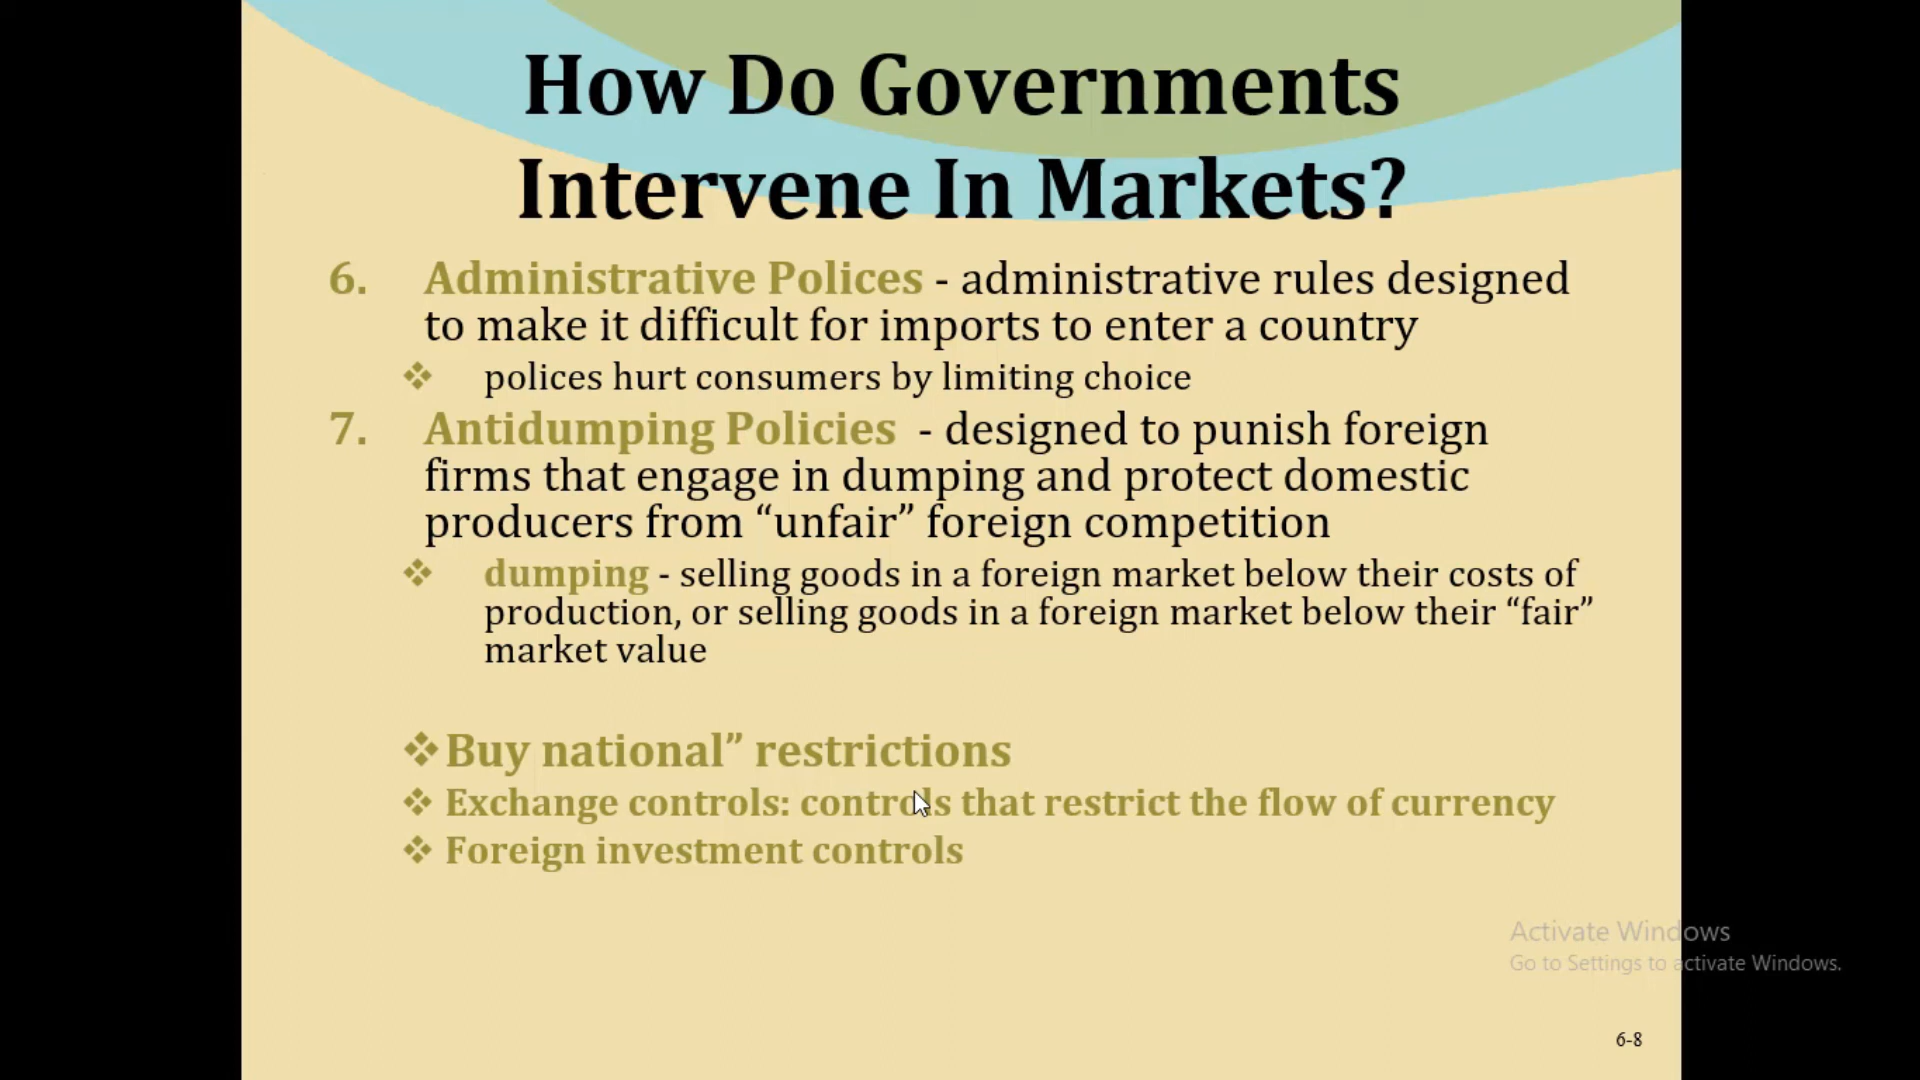 How Do Governments
Intervene In Markets?
6. Administrative Polices - administrative rules designed
to make it difficult for imports to enter a country
❖ polices hurt consumers by limiting choice
7. Antidumping Policies - designed to punish foreign
firms that engage in dumping and protect domestic
producers from “unfair” foreign competition
❖ dumping - selling goods in a foreign market below their costs of
production, or selling goods in a foreign market below their “fair”
market value
❖ Buy national” restrictions
❖ Exchange controls: controls that restrict the flow of currency
❖ Foreign investment controls
Activate Windows
Go to Settings to activate Windows.
6-8